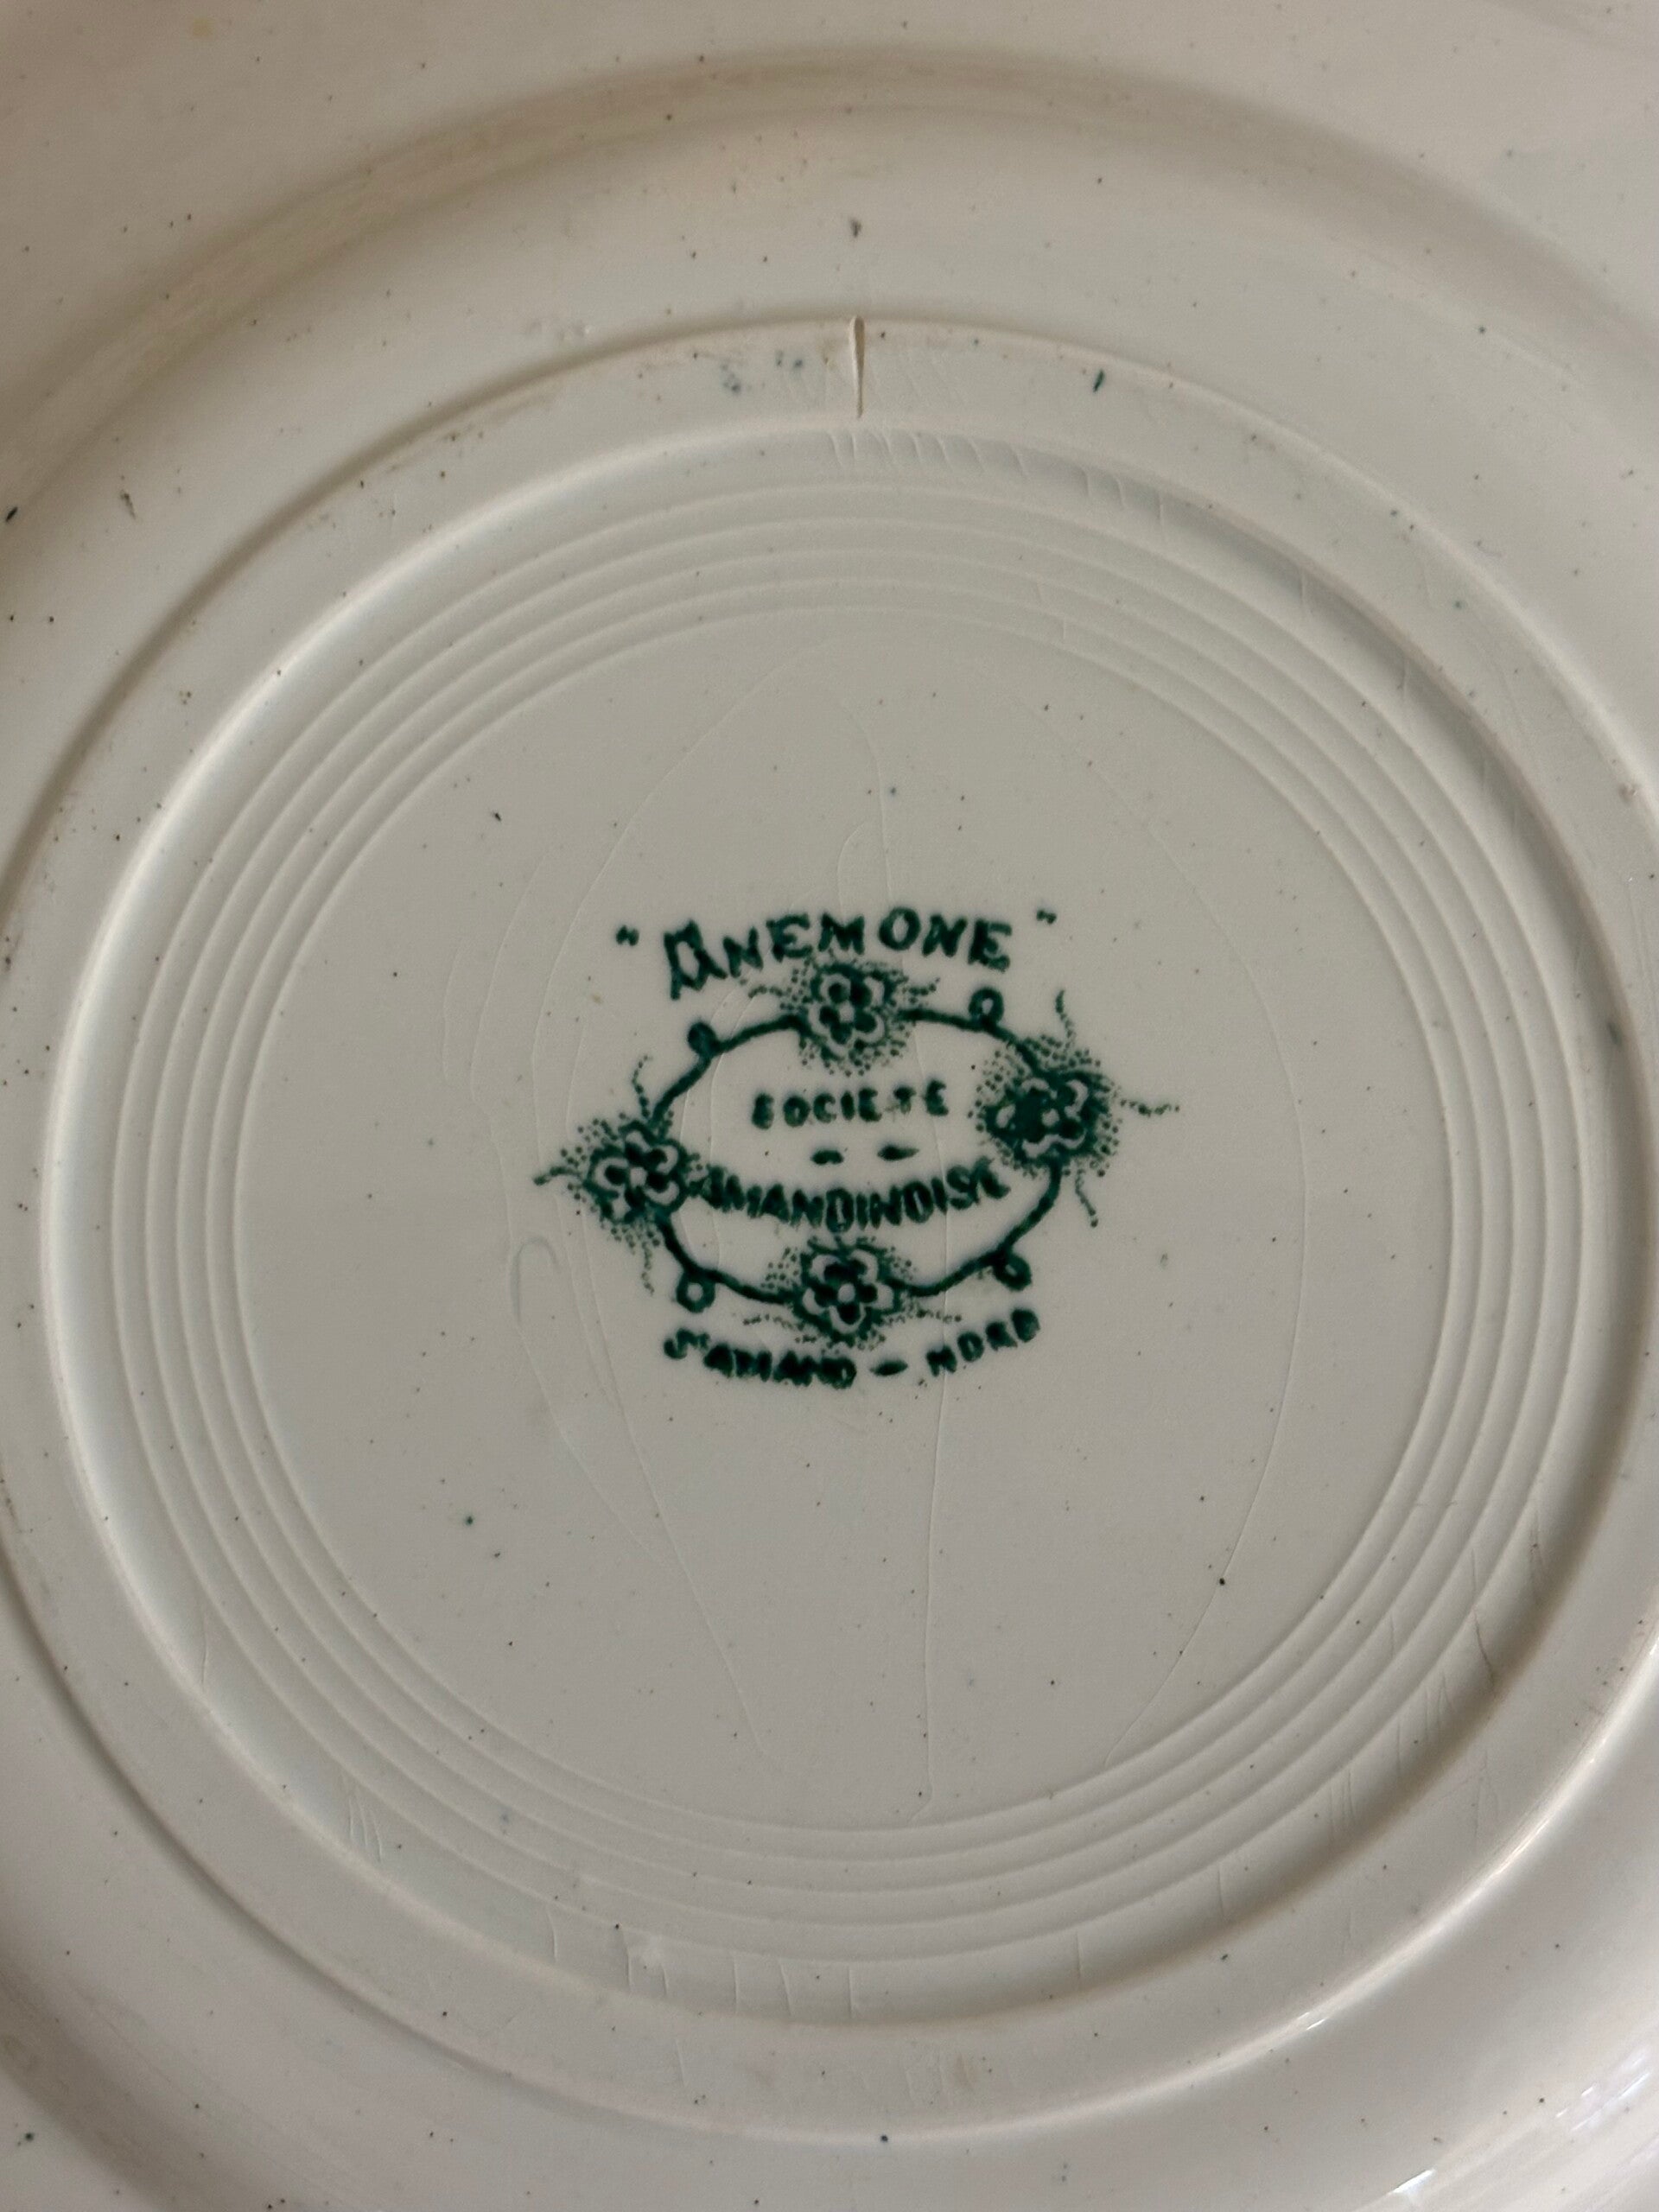 "ANEMONE"
SOCIETE
AMANDINOISE
ST AMAND - NORD